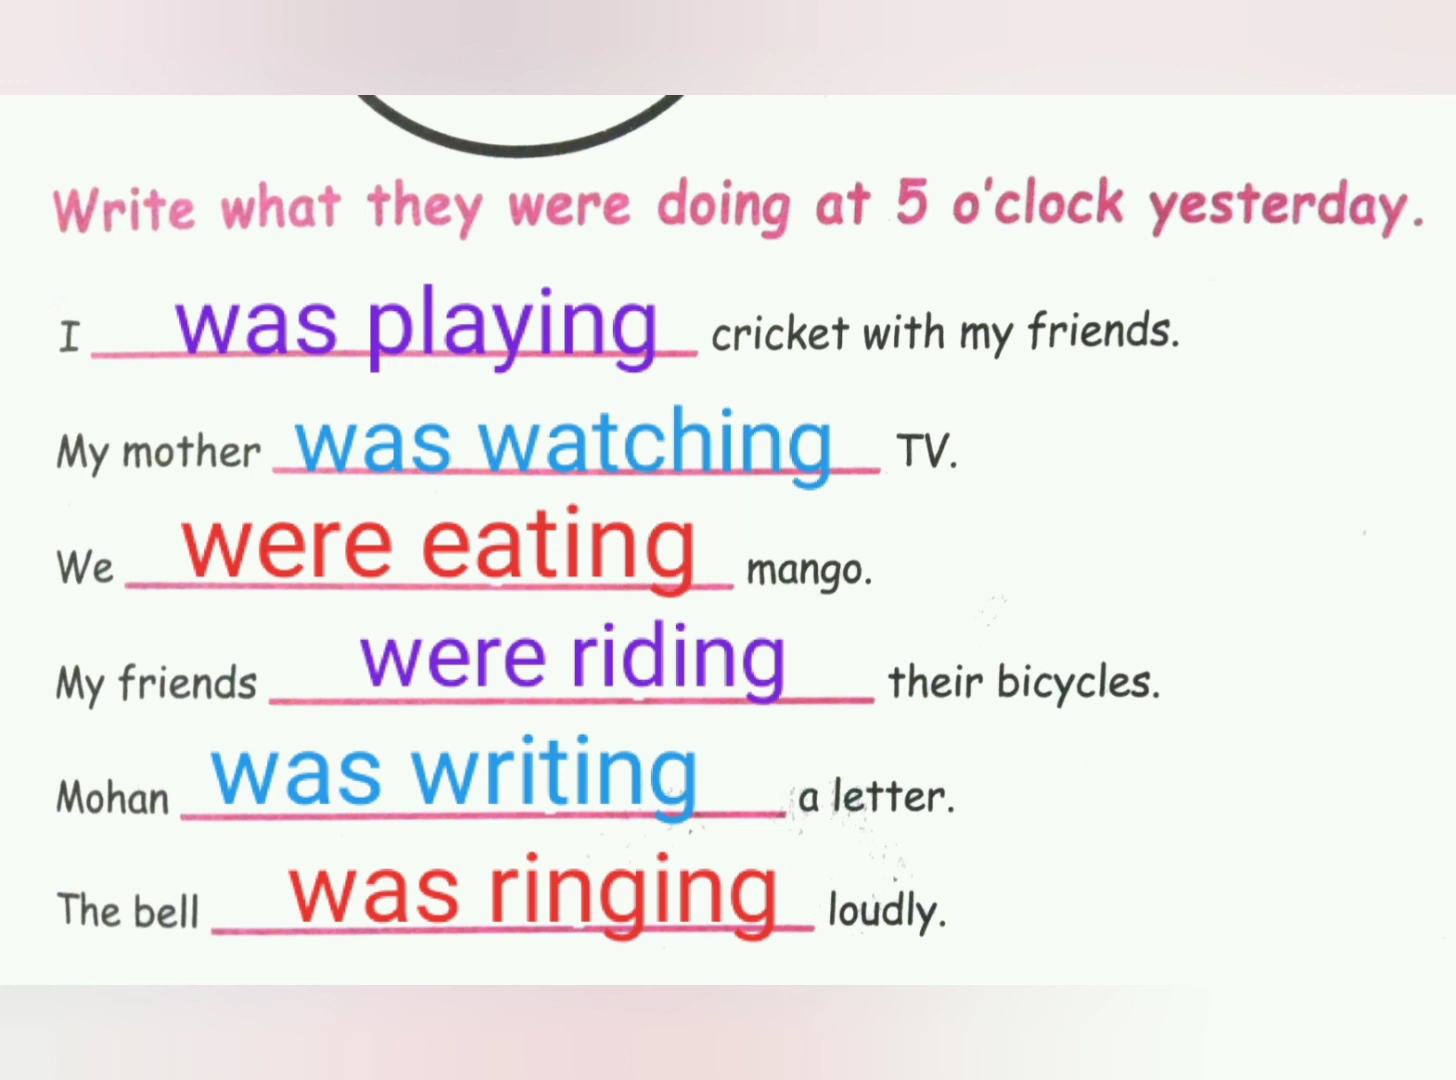 Write what they were doing at 5 o'clock yesterday.
I was playing cricket with my friends.
My mother was watching TV.
We were eating mango.
My friends were riding their bicycles.
Mohan was writing a letter.
The bell was ringing loudly.